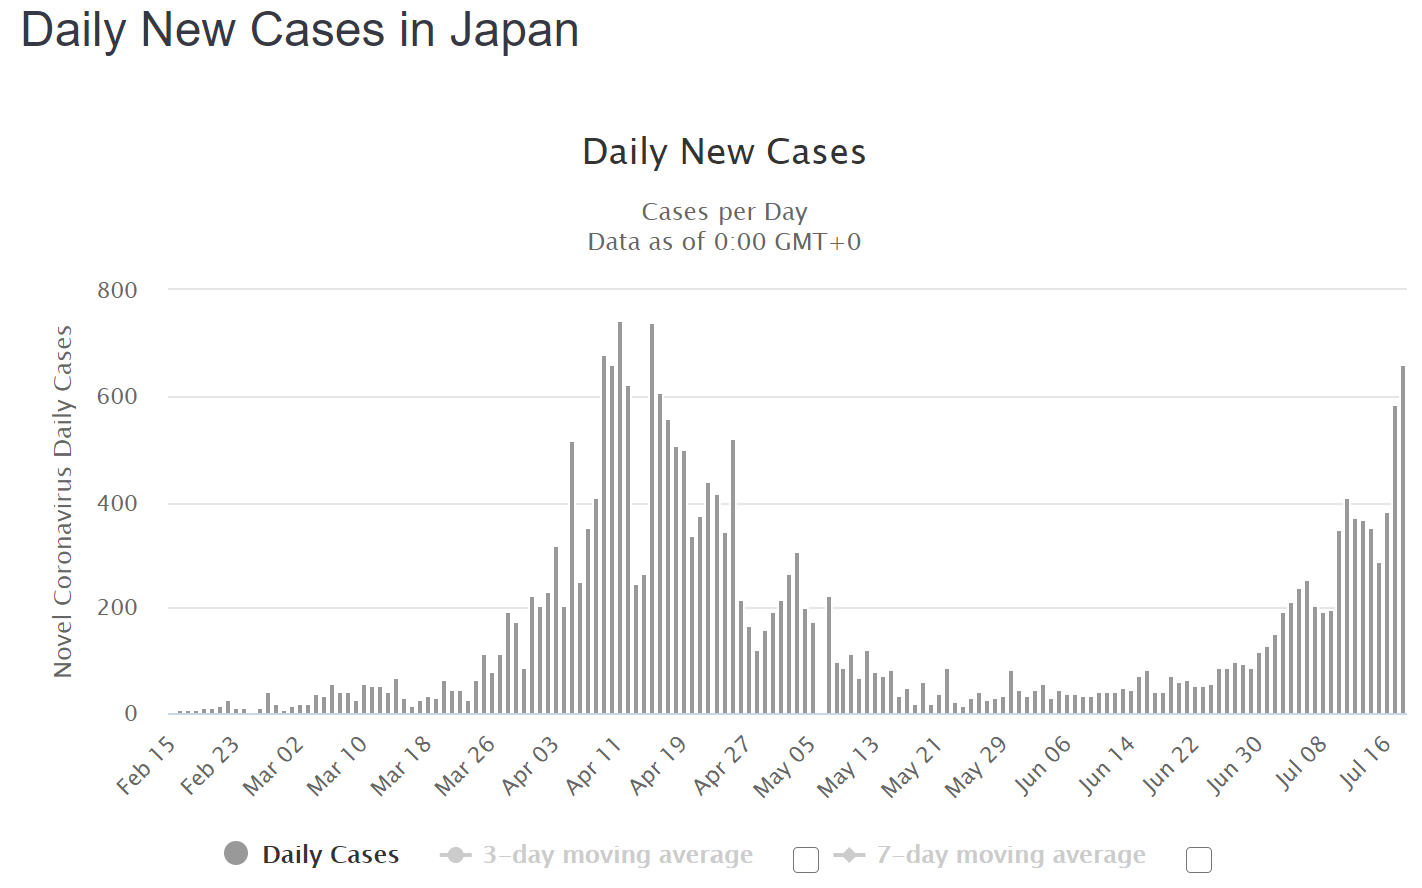 Daily New Cases in Japan
Daily New Cases
Cases per Day
Data as of 0:00 GMT+0
Novel Coronavirus Daily Cases
800
600
400
200
0
Feb 15
Feb 23
Mar 02
Mar 10
Mar 18
Mar 26
Apr 03
Apr 11
Apr 19
Apr 27
May 05
May 13
May 21
May 29
Jun 06
Jun 14
Jun 22
Jun 30
Jul 08
Jul 16
Daily Cases 3-day moving average 7-day moving average